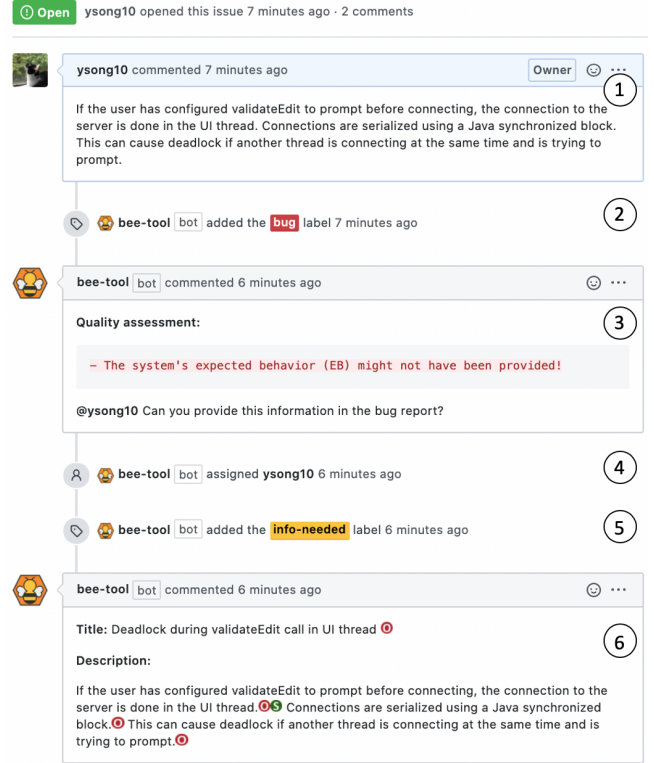 Open ysong10 opened this issue 7 minutes ago · 2 comments
ysong10 commented 7 minutes ago Owner ···
1
If the user has configured validateEdit to prompt before connecting, the connection to the
server is done in the UI thread. Connections are serialized using a Java synchronized block.
This can cause deadlock if another thread is connecting at the same time and is trying to
prompt.
bee-tool bot added the bug label 7 minutes ago
2
bee-tool bot commented 6 minutes ago ···
Quality assessment:
3
- The system's expected behavior (EB) might not have been provided!
@ysong10 Can you provide this information in the bug report?
bee-tool bot assigned ysong10 6 minutes ago
4
bee-tool bot added the info-needed label 6 minutes ago
5
bee-tool bot commented 6 minutes ago ···
Title: Deadlock during validateEdit call in UI thread O
6
Description:
If the user has configured validateEdit to prompt before connecting, the connection to the
server is done in the UI thread.O S Connections are serialized using a Java synchronized
block.O This can cause deadlock if another thread is connecting at the same time and is
trying to prompt.O